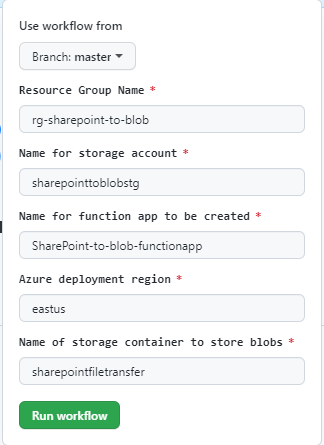 Use workflow from
Branch: master
Resource Group Name *
rg-sharepoint-to-blob
Name for storage account *
sharepointtoblobstg
Name for function app to be created *
SharePoint-to-blob-functionapp
Azure deployment region *
eastus
Name of storage container to store blobs *
sharepointfiletransfer
Run workflow